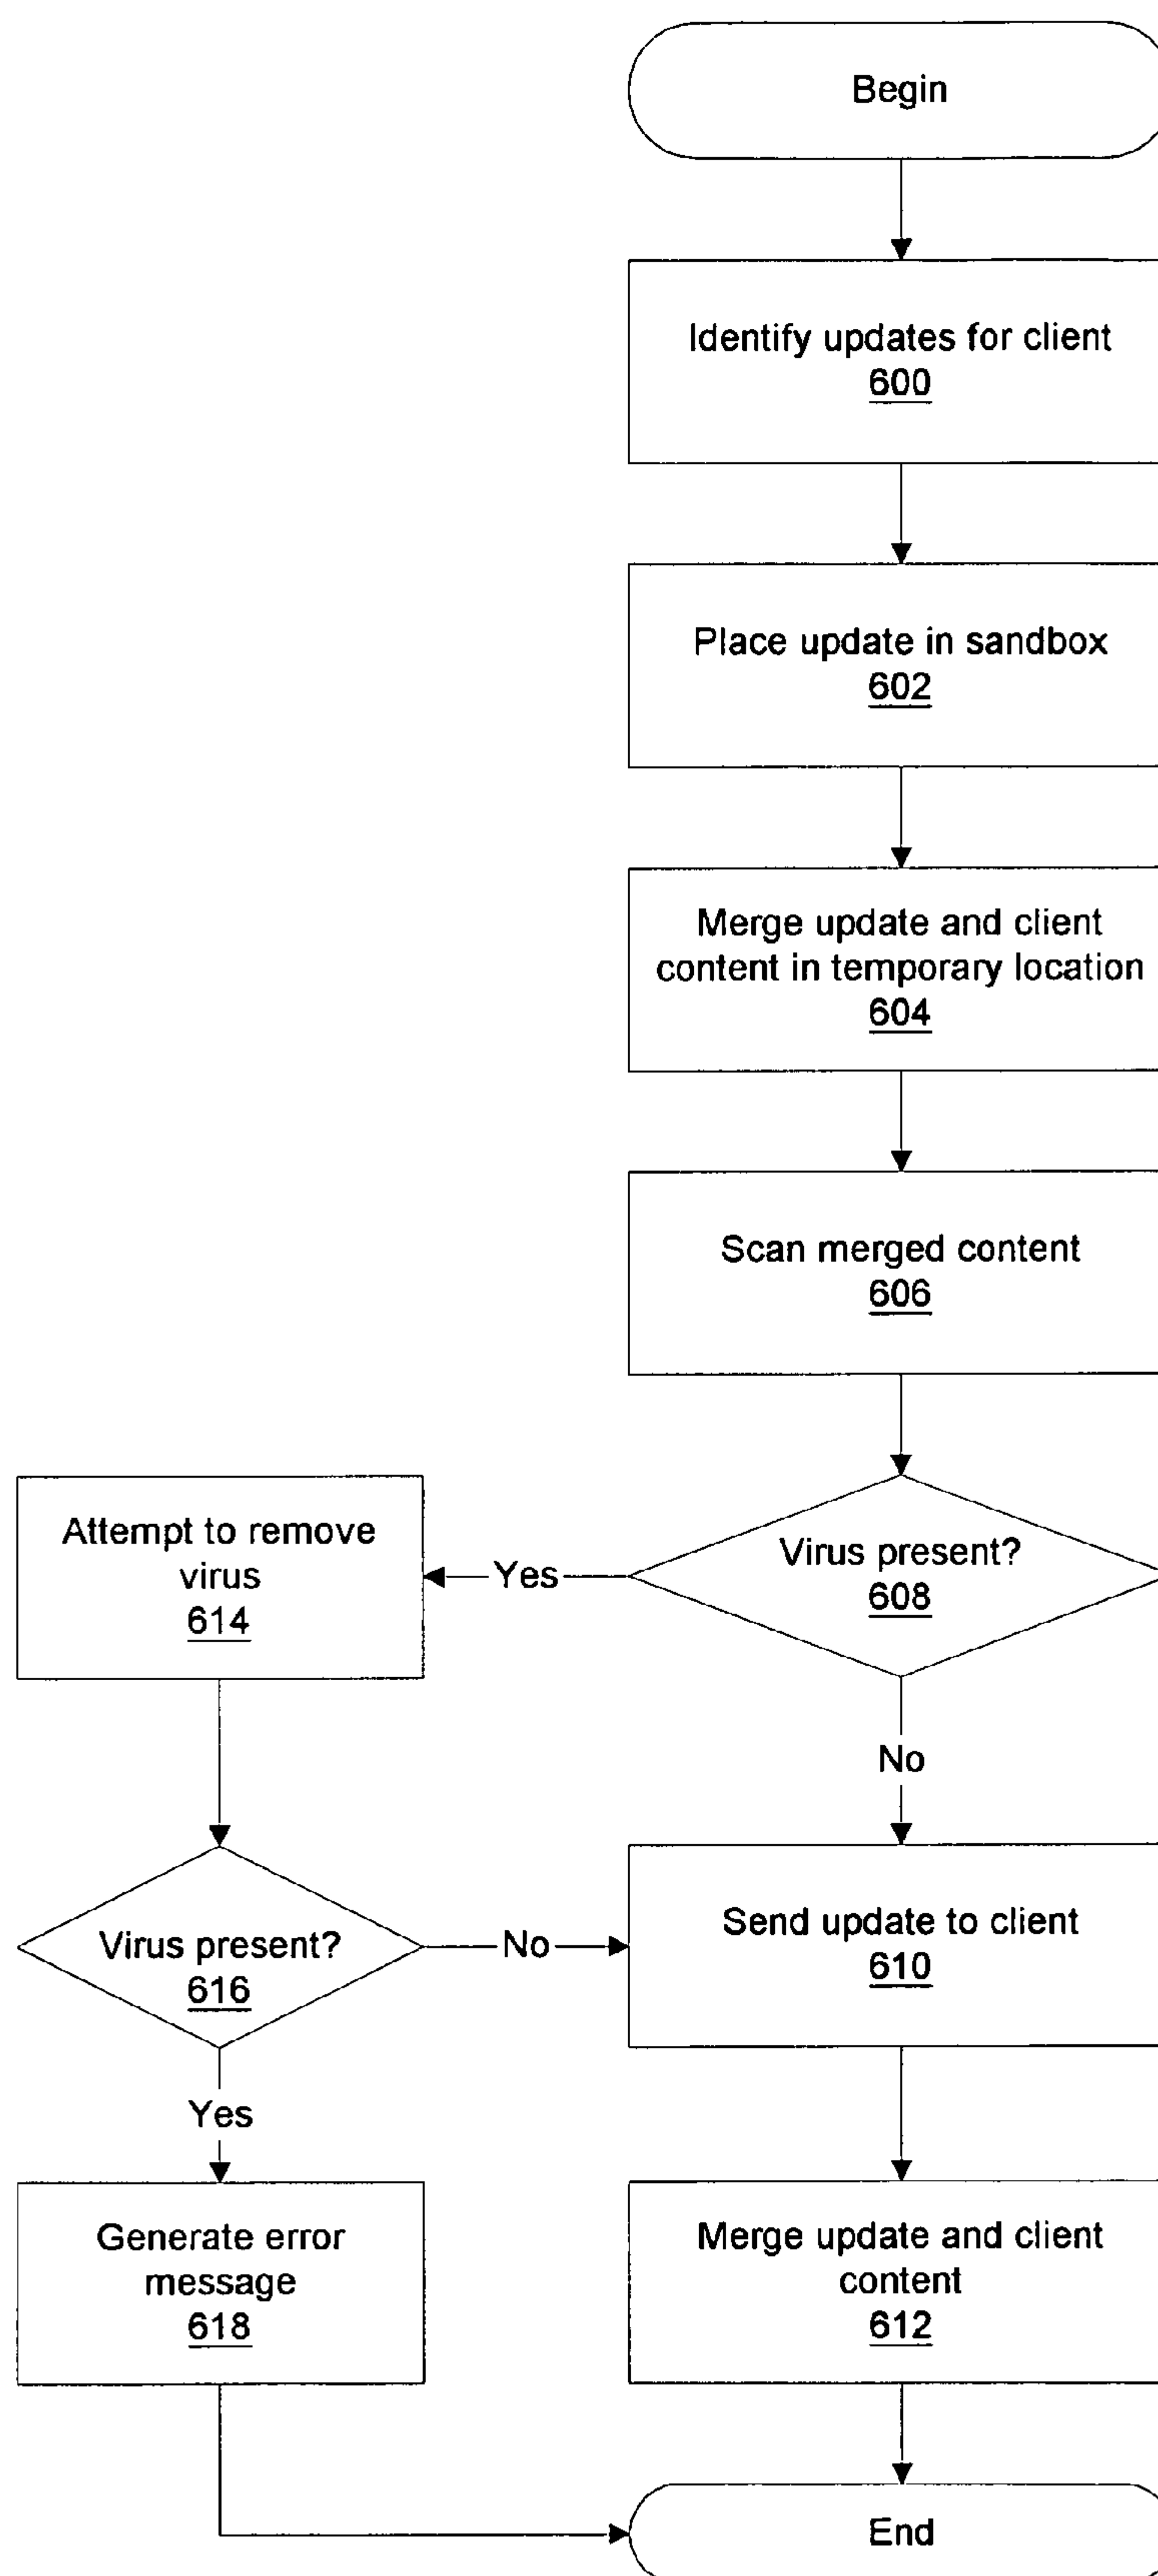 Begin
Identify updates for client
600
Place update in sandbox
602
Merge update and client
content in temporary location
604
Scan merged content
606
Virus present?
608
Yes
Attempt to remove
virus
614
No
Virus present?
616
No
Send update to client
610
Yes
Generate error
message
618
Merge update and client
content
612
End